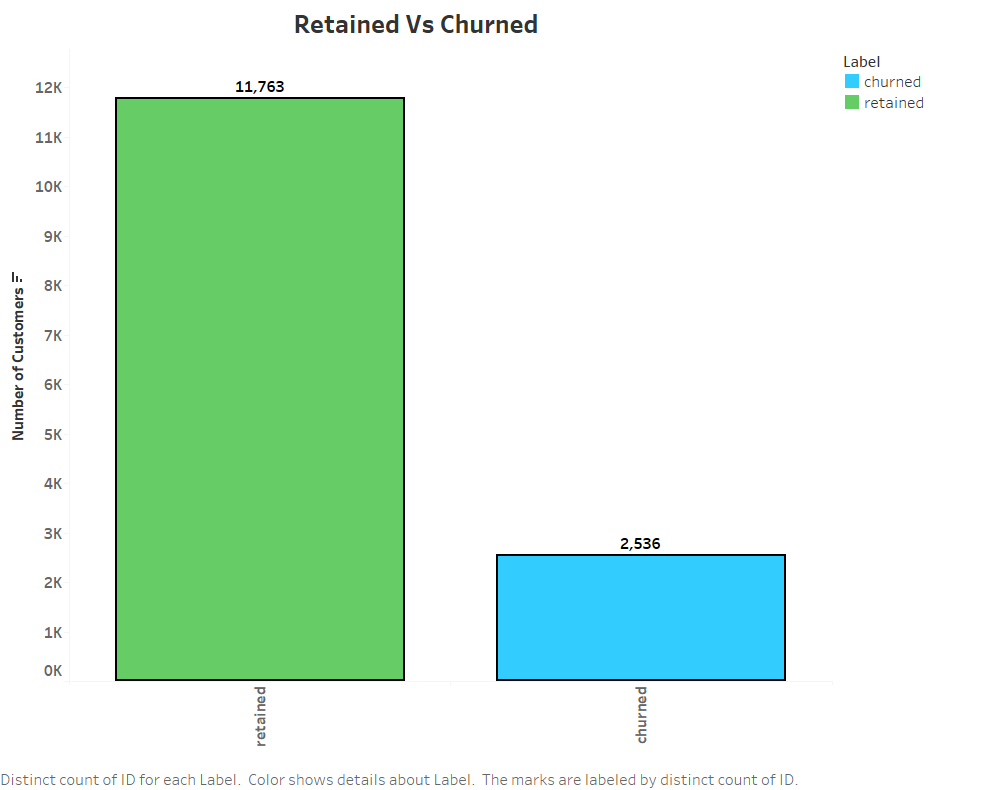 Retained Vs Churned
Label
churned
retained
Number of Customers
12K
11K
10K
9K
8K
7K
6K
5K
4K
3K
2K
1K
0K
11,763
2,536
retained
churned
Distinct count of ID for each Label. Color shows details about Label. The marks are labeled by distinct count of ID.